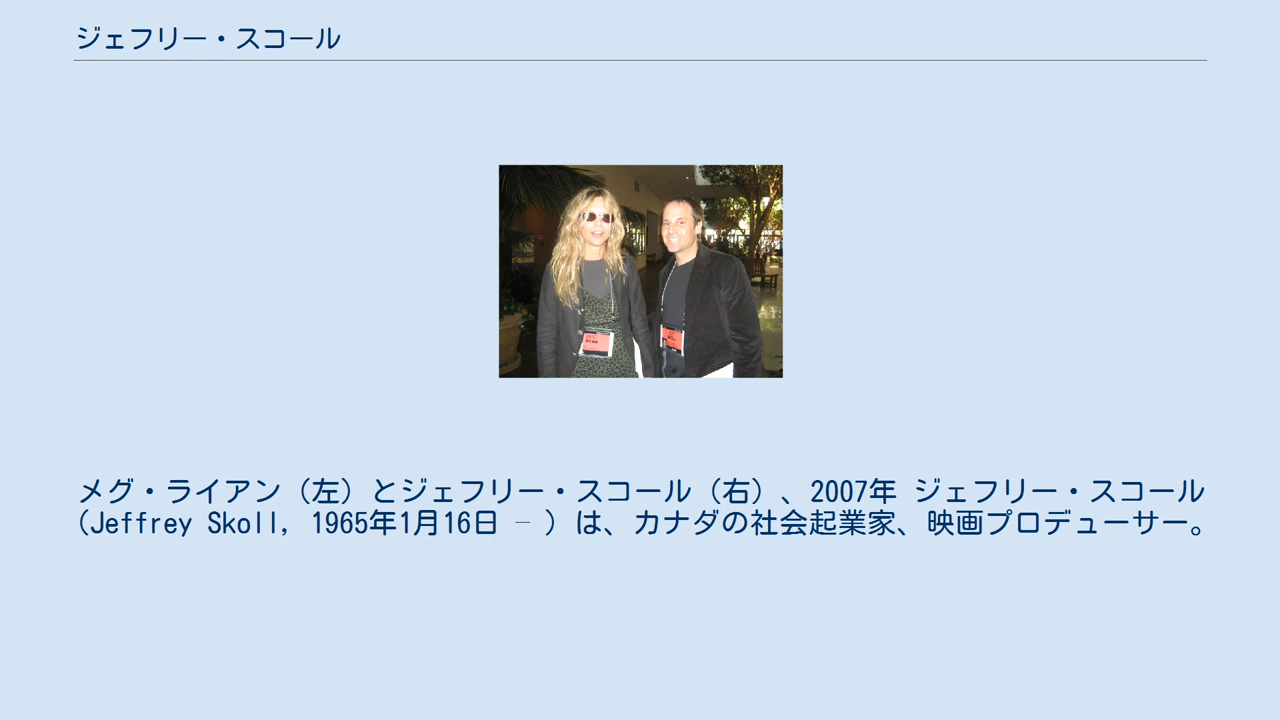 ジェフリー・スコール
メグ・ライアン（左）とジェフリー・スコール（右）、2007年 ジェフリー・スコール
（Jeffrey Skoll, 1965年1月16日 – ）は、カナダの社会起業家、映画プロデューサー。